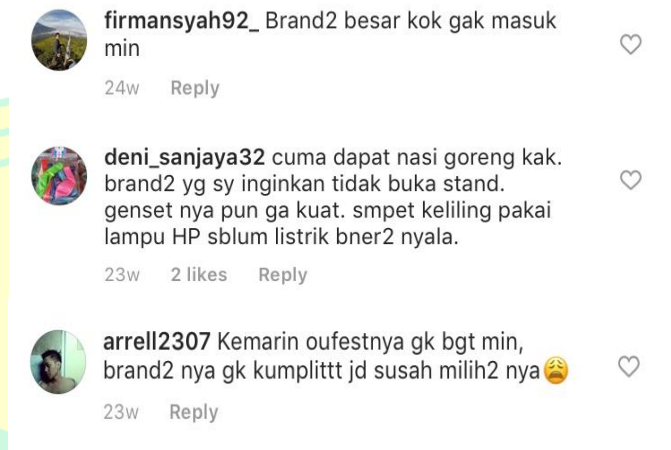 firmansyah92_ Brand2 besar kok gak masuk
min
24w Reply
deni_sanjaya32 cuma dapat nasi goreng kak.
brand2 yg sy inginkan tidak buka stand.
genset nya pun ga kuat. smpet keliling pakai
lampu HP sblum listrik bner2 nyala.
23w 2 likes Reply
arrell2307 Kemarin oufestnya gk bgt min,
brand2 nya gk kumplittt jd susah milih2 nya😩
23w Reply